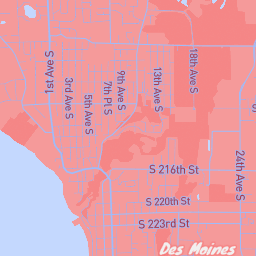 1st Ave S
3rd Ave S
5th Ave S
7th Pl S
9th Ave S
13th Ave S
18th Ave S
24th Ave S
S 216th St
S 220th St
S 223rd St
Des Moines